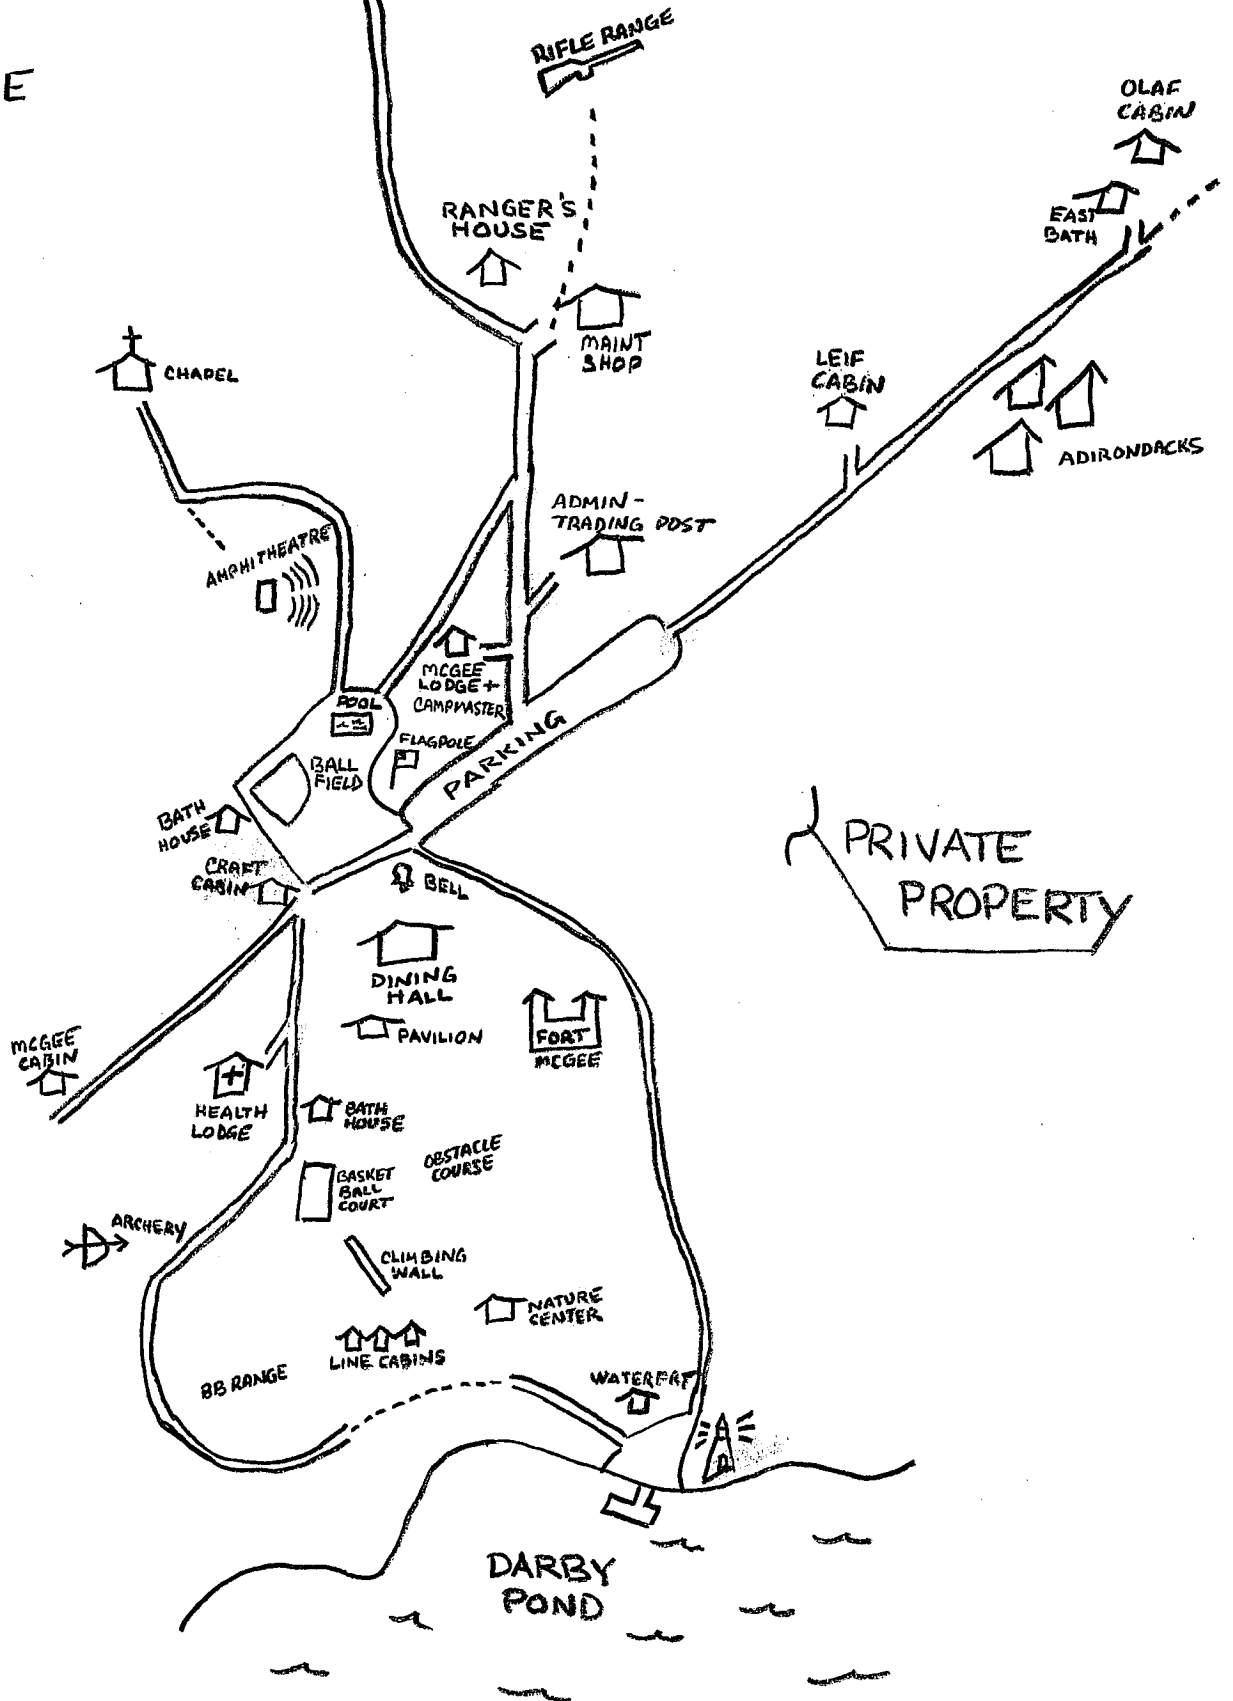 RIFLE RANGE
E
OLAF
CABIN
RANGER'S
HOUSE
EAST
BATH
MAINT
SHOP
LEIF
CABIN
CHAPEL
ADIRONDACKS
ADMIN-
TRADING POST
AMPHITHEATRE
MCGEE
LODGE +
CAMPMASTER
POOL
FLAGPOLE
PARKING
BALL
FIELD
BATH
HOUSE
PRIVATE
PROPERTY
CRAFT
CABIN
BELL
DINING
HALL
PAVILION
FORT
MCGEE
MCGEE
CABIN
HEALTH
LODGE
BATH
HOUSE
OBSTACLE
COURSE
BASKET
BALL
COURT
ARCHERY
CLIMBING
WALL
NATURE
CENTER
LINE CABINS
BB RANGE
WATERFRT
DARBY
POND